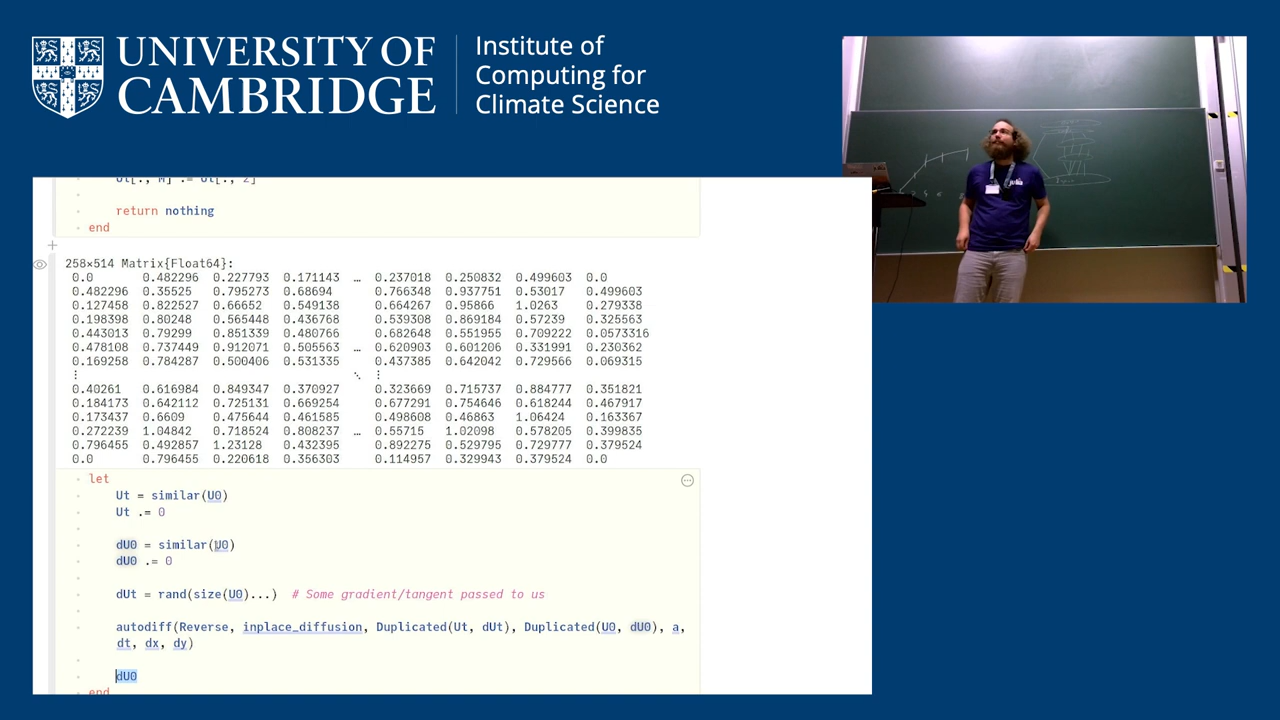 UNIVERSITY OF
CAMBRIDGE
Institute of
Computing for
Climate Science
return nothing
end
258×514 Matrix{Float64}:
0.0 0.482296 0.227793 0.171143 … 0.237018 0.250832 0.499603 0.0
0.482296 0.35525 0.795273 0.68694 0.766348 0.937751 0.53017 0.499603
0.127458 0.822527 0.66652 0.549138 0.664267 0.95866 1.0263 0.279338
0.198398 0.80248 0.565448 0.436768 0.539308 0.869184 0.57239 0.325563
0.443013 0.79299 0.851339 0.480766 0.682648 0.551955 0.709222 0.0573316
0.478108 0.737449 0.912071 0.505563 … 0.620903 0.601206 0.331991 0.230362
0.169258 0.784287 0.500406 0.531335 0.437385 0.642042 0.729566 0.069315
⋮ ⋱ ⋮
0.40261 0.616984 0.849347 0.370927 0.323669 0.715737 0.884777 0.351821
0.184173 0.642112 0.725131 0.669254 0.677291 0.754646 0.618244 0.467917
0.173437 0.6609 0.475644 0.461585 0.498608 0.46863 1.06424 0.163367
0.272239 1.04842 0.718524 0.808237 … 0.55715 1.02098 0.578205 0.399835
0.796455 0.492857 1.23128 0.432395 0.892275 0.529795 0.729777 0.379524
0.0 0.796455 0.220618 0.356303 0.114957 0.329943 0.379524 0.0
let
Ut = similar(U0)
Ut .= 0
dU0 = similar(U0)
dU0 .= 0
dUt = rand(size(U0)...) # Some gradient/tangent passed to us
autodiff(Reverse, inplace_diffusion, Duplicated(Ut, dUt), Duplicated(U0, dU0), a,
dt, dx, dy)
dU0
end